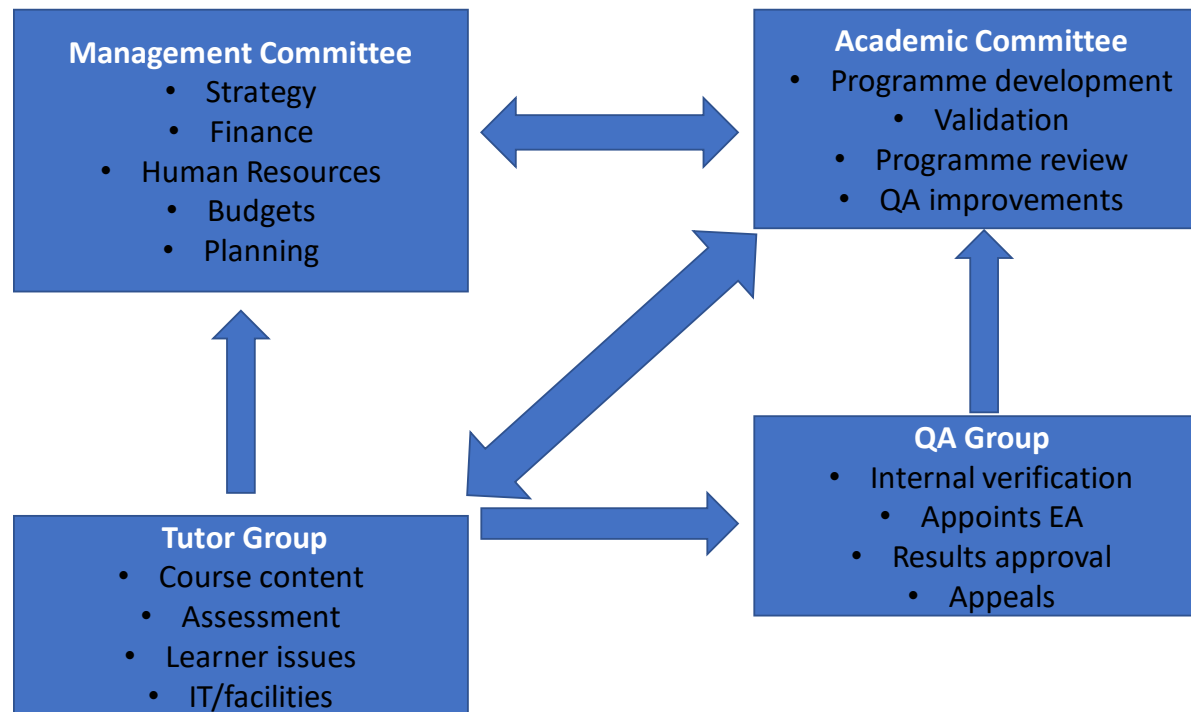 Management Committee
• Strategy
• Finance
• Human Resources
• Budgets
• Planning
Academic Committee
• Programme development
• Validation
• Programme review
• QA improvements
Tutor Group
• Course content
• Assessment
• Learner issues
• IT/facilities
QA Group
• Internal verification
• Appoints EA
• Results approval
• Appeals